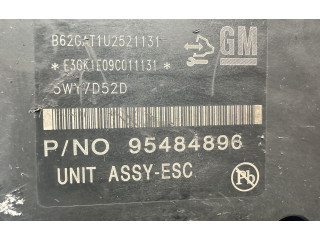 B62GAT1U2521131
GM
*E3GK1E09C011131*
5WY7D52D
P/NO 95484896
UNIT ASSY-ESC
Pb